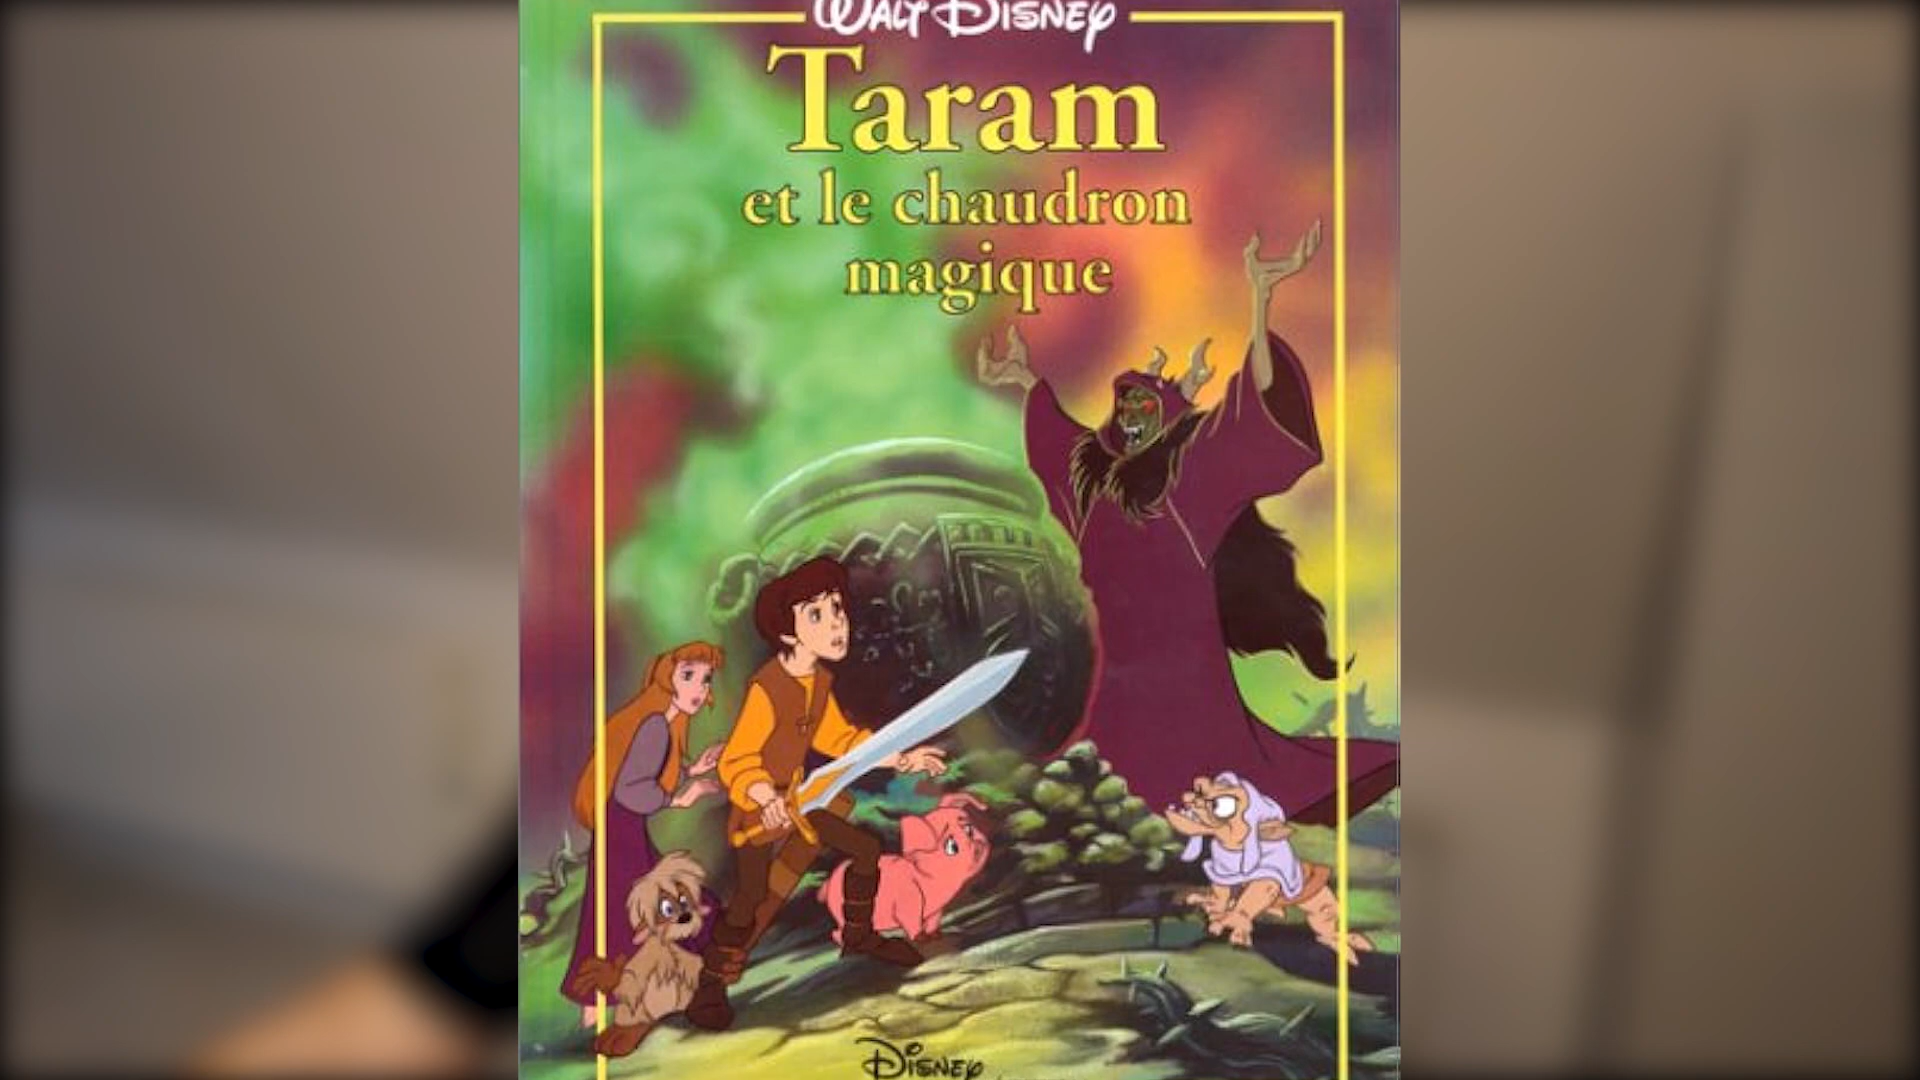 WALT DISNEY
Taram
et le chaudron
magique
DISNEY